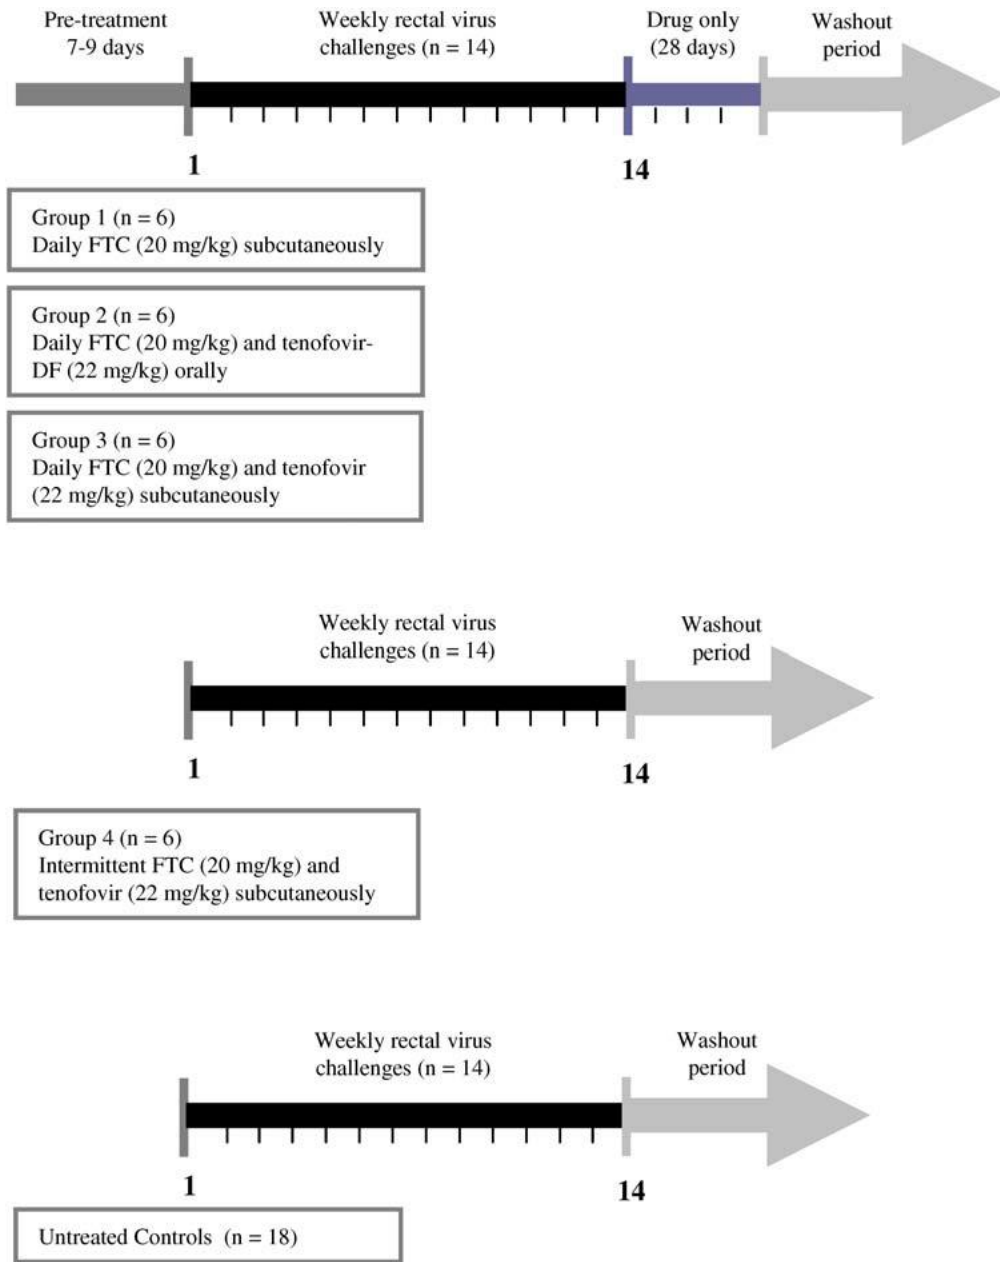 Pre-treatment
7-9 days
Weekly rectal virus
challenges (n = 14)
Drug only
(28 days)
Washout
period
1
14
Group 1 (n = 6)
Daily FTC (20 mg/kg) subcutaneously
Group 2 (n = 6)
Daily FTC (20 mg/kg) and tenofovir-
DF (22 mg/kg) orally
Group 3 (n = 6)
Daily FTC (20 mg/kg) and tenofovir
(22 mg/kg) subcutaneously
Weekly rectal virus
challenges (n = 14)
Washout
period
1
14
Group 4 (n = 6)
Intermittent FTC (20 mg/kg) and
tenofovir (22 mg/kg) subcutaneously
Weekly rectal virus
challenges (n = 14)
Washout
period
1
14
Untreated Controls (n = 18)